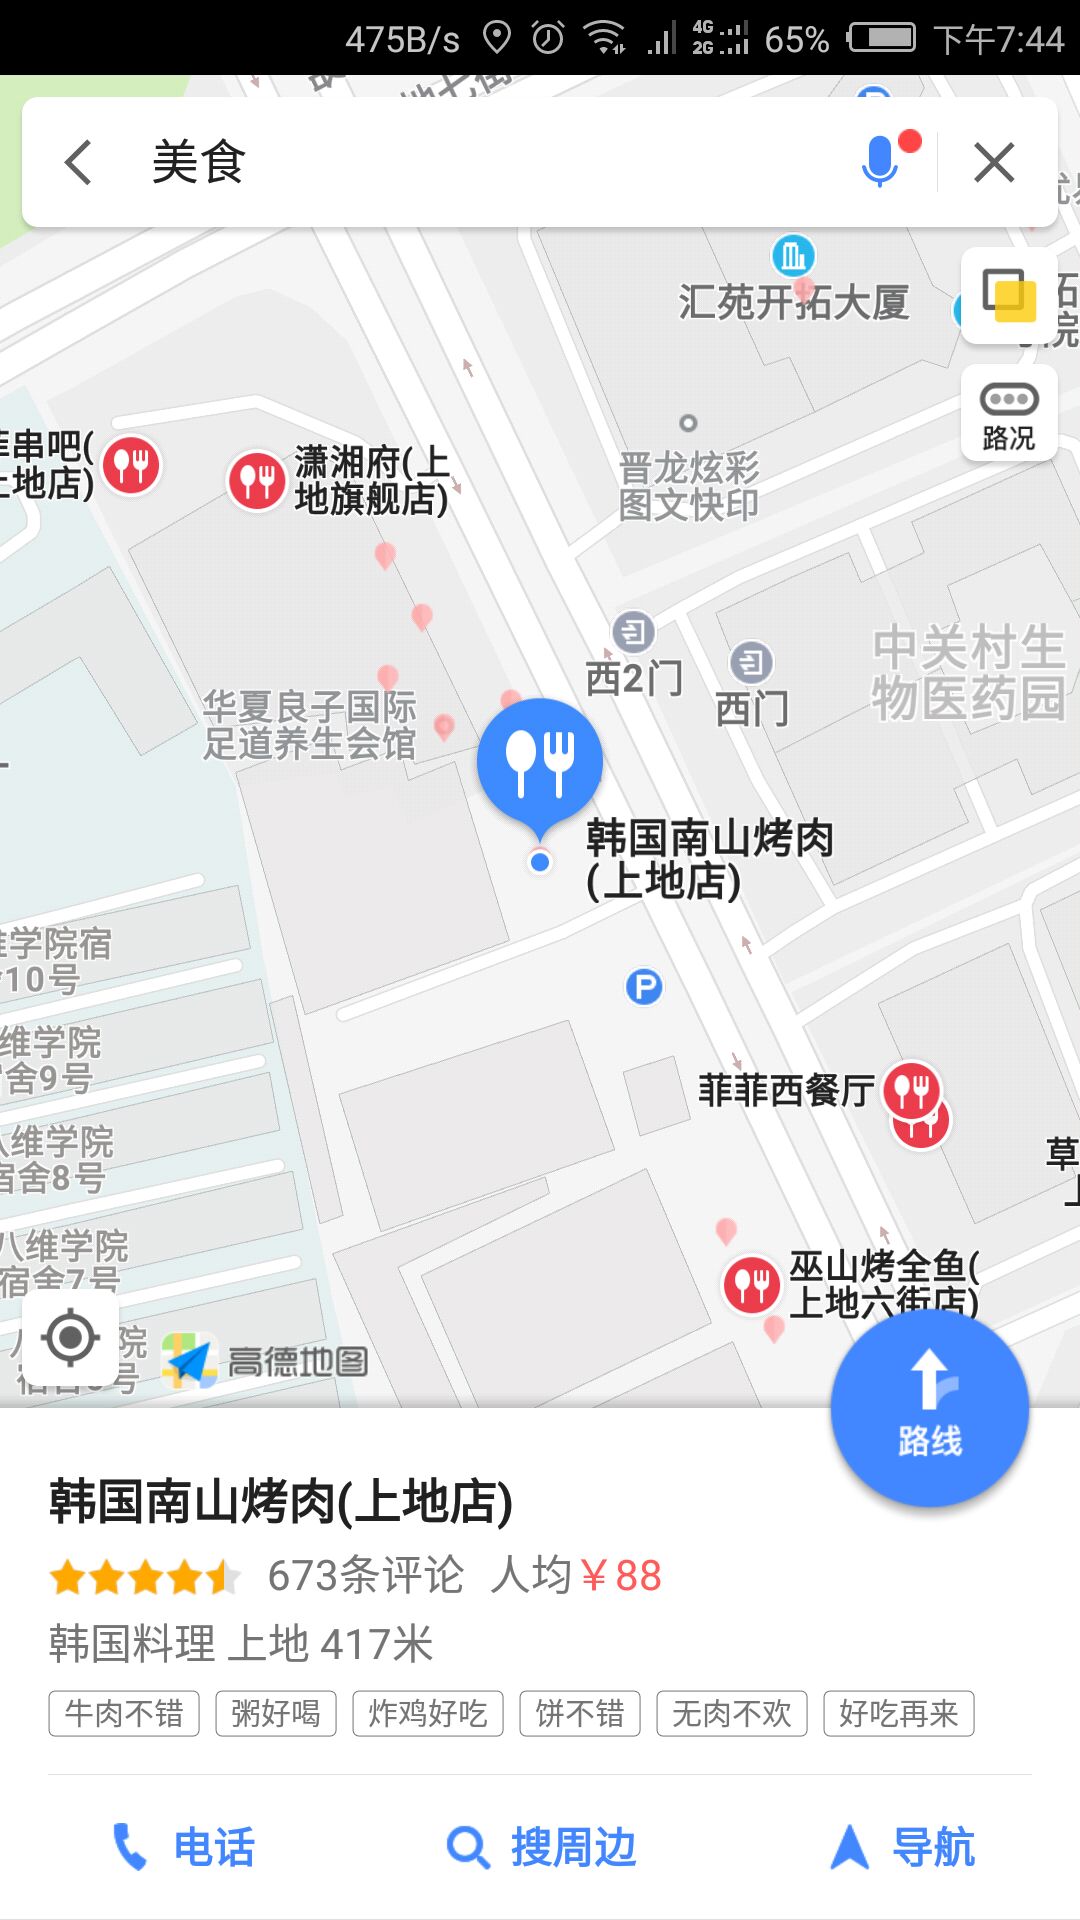 475B/s 4G 2G 65% 下午7:44
美食
汇苑开拓大厦
路况
串吧(
地店)
潇湘府(上
地旗舰店)
晋龙炫彩
图文快印
西2门
西门
中关村生
物医药园
华夏良子国际
足道养生会馆
韩国南山烤肉
(上地店)
学院宿
10号
P
维学院
舍9号
菲菲西餐厅
维学院
宿舍8号
草
上
八维学院
宿舍7号
巫山烤全鱼(
上地六街店)
院
号
高德地图
路线
韩国南山烤肉(上地店)
673条评论 人均¥88
韩国料理 上地 417米
牛肉不错 粥好喝 炸鸡好吃 饼不错 无肉不欢 好吃再来
电话 搜周边 导航